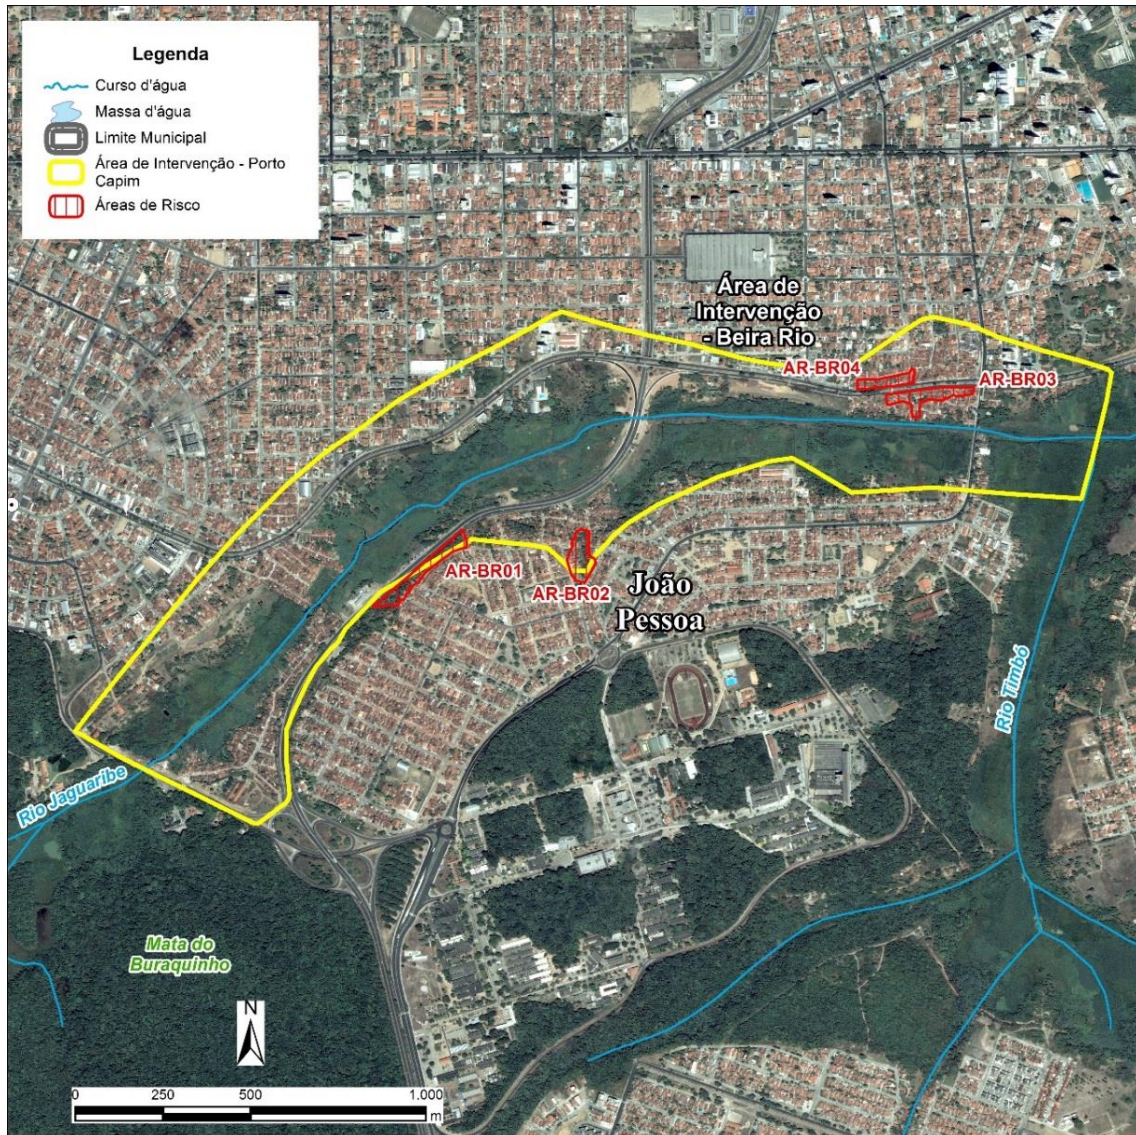 Legenda
Curso d'água
Massa d'água
Limite Municipal
Área de Intervenção - Porto
Capim
Áreas de Risco
Área de
Intervenção
- Beira Rio
AR-BR04
AR-BR03
AR-BR01
AR-BR02
João
Pessoa
Rio Timbó
Rio Jaguaribe
Mata do
Buraquinho
N
0 250 500 1.000
m